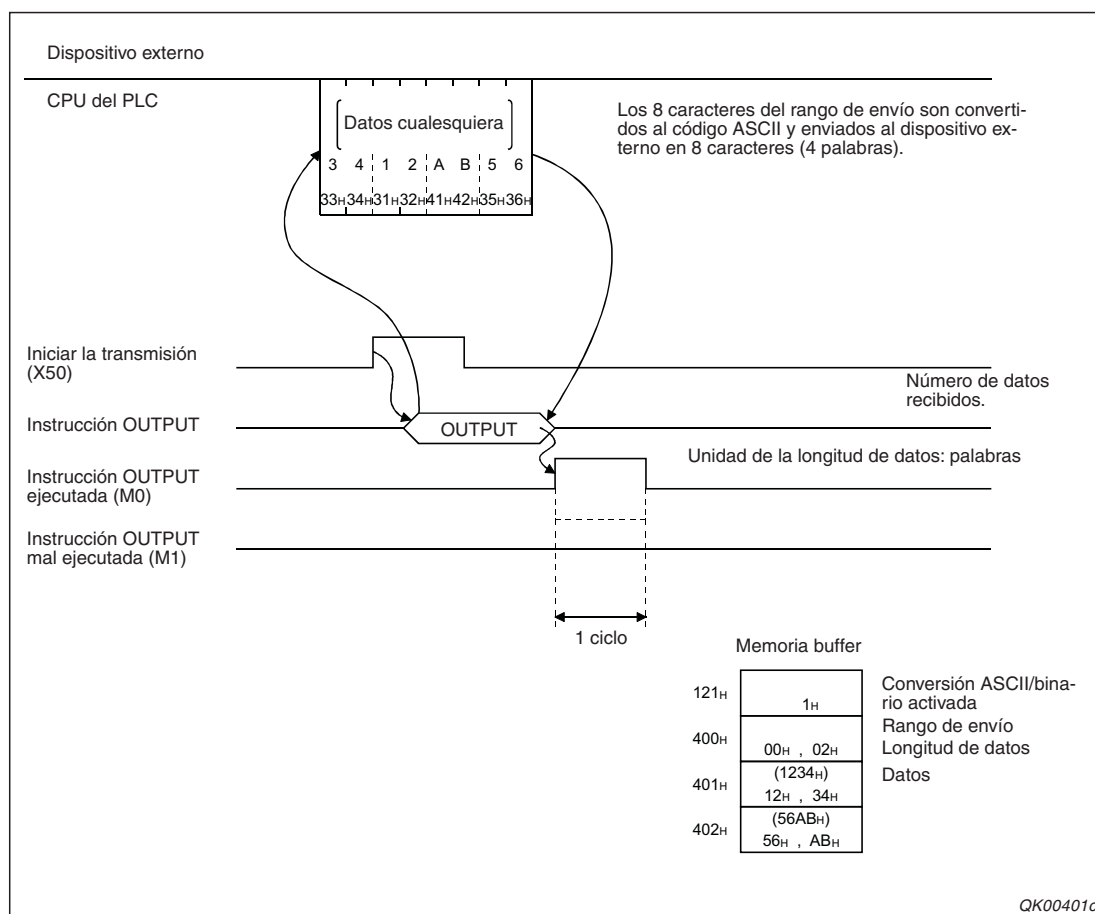 Dispositivo externo
CPU del PLC
Datos cualesquiera
3 4 1 2 A B 5 6
33H 34H 31H 32H 41H 42H 35H 36H
Los 8 caracteres del rango de envío son converti-
dos al código ASCII y enviados al dispositivo ex-
terno en 8 caracteres (4 palabras).
Iniciar la transmisión
(X50)
Número de datos
recibidos.
Instrucción OUTPUT
OUTPUT
Unidad de la longitud de datos: palabras
Instrucción OUTPUT
ejecutada (M0)
Instrucción OUTPUT
mal ejecutada (M1)
1 ciclo
Memoria buffer
121H
1H
Conversión ASCII/bina-
rio activada
400H
00H , 02H
Rango de envío
Longitud de datos
401H
(1234H)
12H , 34H
Datos
402H
(56ABH)
56H , ABH
QK00401c